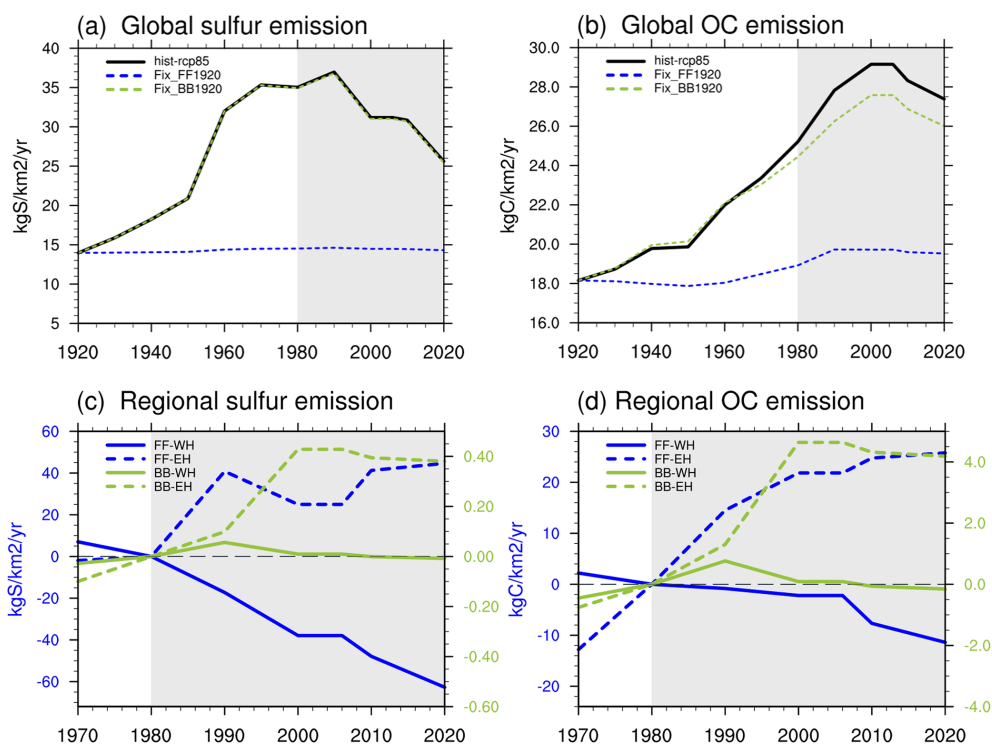 (a) Global sulfur emission
40
35
30
25
20
15
10
5
kgS/km2/yr
hist-rcp85
Fix_FF1920
Fix_BB1920
1920 1940 1960 1980 2000 2020
(b) Global OC emission
30.0
28.0
26.0
24.0
22.0
20.0
18.0
16.0
kgC/km2/yr
hist-rcp85
Fix_FF1920
Fix_BB1920
1920 1940 1960 1980 2000 2020
(c) Regional sulfur emission
60
40
20
0
-20
-40
-60
kgS/km2/yr
FF-WH
FF-EH
BB-WH
BB-EH
0.40
0.20
0.00
-0.20
-0.40
-0.60
1970 1980 1990 2000 2010 2020
(d) Regional OC emission
30
20
10
0
-10
-20
kgC/km2/yr
FF-WH
FF-EH
BB-WH
BB-EH
4.0
2.0
0.0
-2.0
-4.0
1970 1980 1990 2000 2010 2020